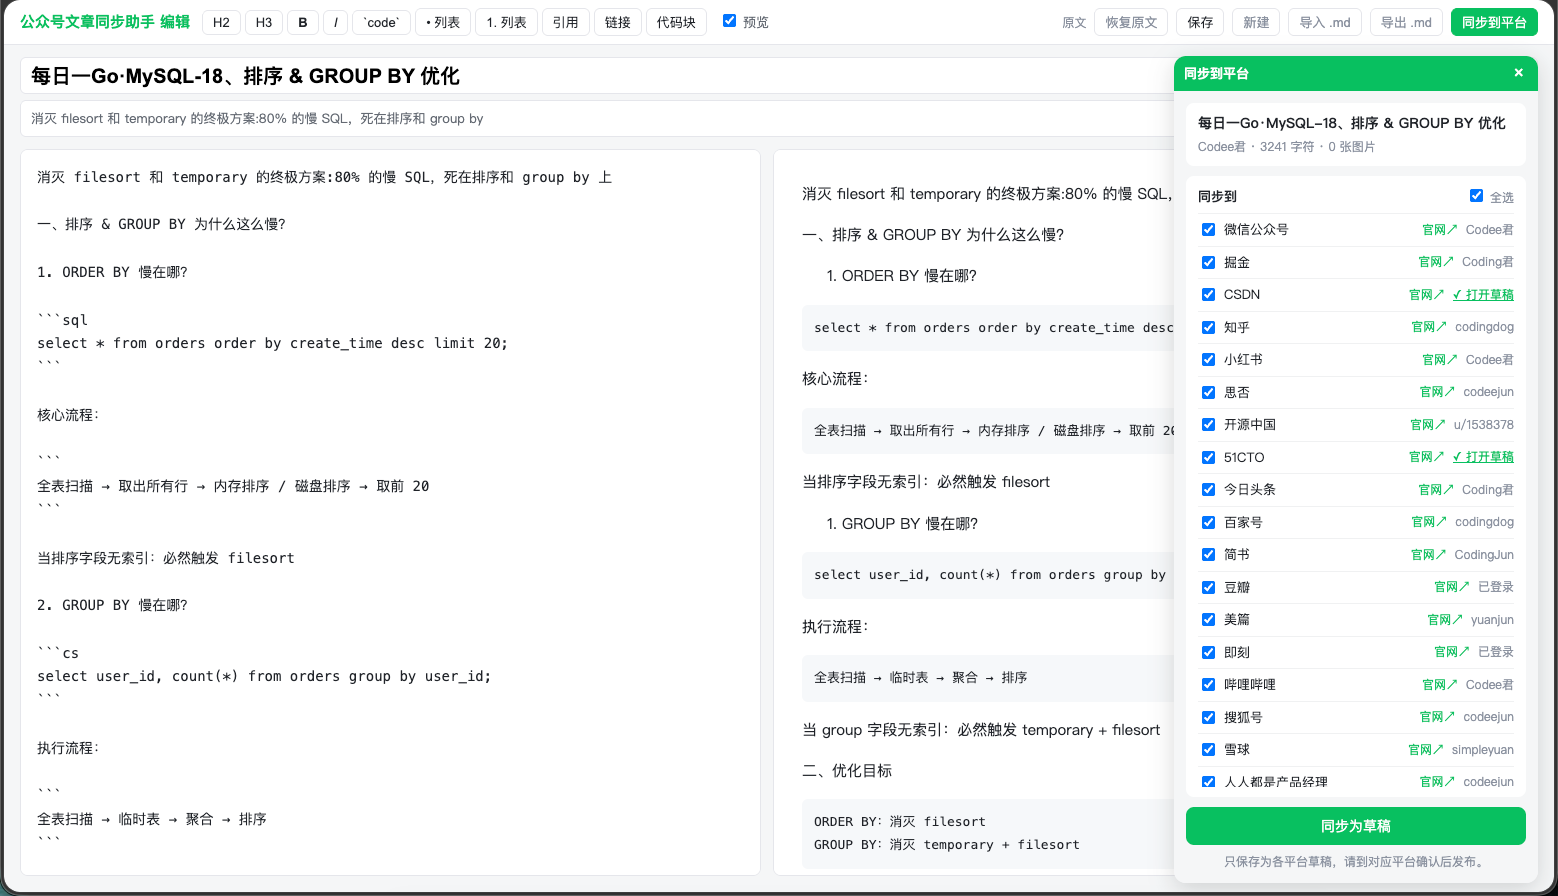 公众号文章同步助手 编辑 H2 H3 B I `code` • 列表 1. 列表 引用 链接 代码块 预览 原文 恢复原文 保存 新建 导入 .md 导出 .md 同步到平台
每日一Go·MySQL-18、排序 & GROUP BY 优化
消灭 filesort 和 temporary 的终极方案:80% 的慢 SQL，死在排序和 group by
消灭 filesort 和 temporary 的终极方案:80% 的慢 SQL，死在排序和 group by 上
一、排序 & GROUP BY 为什么这么慢?
1. ORDER BY 慢在哪?
```sql
select * from orders order by create_time desc limit 20;
```
核心流程:
```
全表扫描 → 取出所有行 → 内存排序 / 磁盘排序 → 取前 20
```
当排序字段无索引: 必然触发 filesort
2. GROUP BY 慢在哪?
```cs
select user_id, count(*) from orders group by user_id;
```
执行流程:
```
全表扫描 → 临时表 → 聚合 → 排序
```
消灭 filesort 和 temporary 的终极方案:80% 的慢 SQL，
一、排序 & GROUP BY 为什么这么慢?
1. ORDER BY 慢在哪?
select * from orders order by create_time desc
核心流程:
全表扫描 → 取出所有行 → 内存排序 / 磁盘排序 → 取前 20
当排序字段无索引: 必然触发 filesort
1. GROUP BY 慢在哪?
select user_id, count(*) from orders group by
执行流程:
全表扫描 → 临时表 → 聚合 → 排序
当 group 字段无索引: 必然触发 temporary + filesort
二、优化目标
ORDER BY: 消灭 filesort
GROUP BY: 消灭 temporary + filesort
同步到平台 ×
每日一Go·MySQL-18、排序 & GROUP BY 优化
Codee君 · 3241 字符 · 0 张图片
同步到 全选
微信公众号 官网↗ Codee君
掘金 官网↗ Coding君
CSDN 官网↗ ✓ 打开草稿
知乎 官网↗ codingdog
小红书 官网↗ Codee君
思否 官网↗ codeejun
开源中国 官网↗ u/1538378
51CTO 官网↗ ✓ 打开草稿
今日头条 官网↗ Coding君
百家号 官网↗ codingdog
简书 官网↗ CodingJun
豆瓣 官网↗ 已登录
美篇 官网↗ yuanjun
即刻 官网↗ 已登录
哔哩哔哩 官网↗ Codee君
搜狐号 官网↗ codeejun
雪球 官网↗ simpleyuan
人人都是产品经理 官网↗ codeejun
同步为草稿
只保存为各平台草稿，请到对应平台确认后发布。